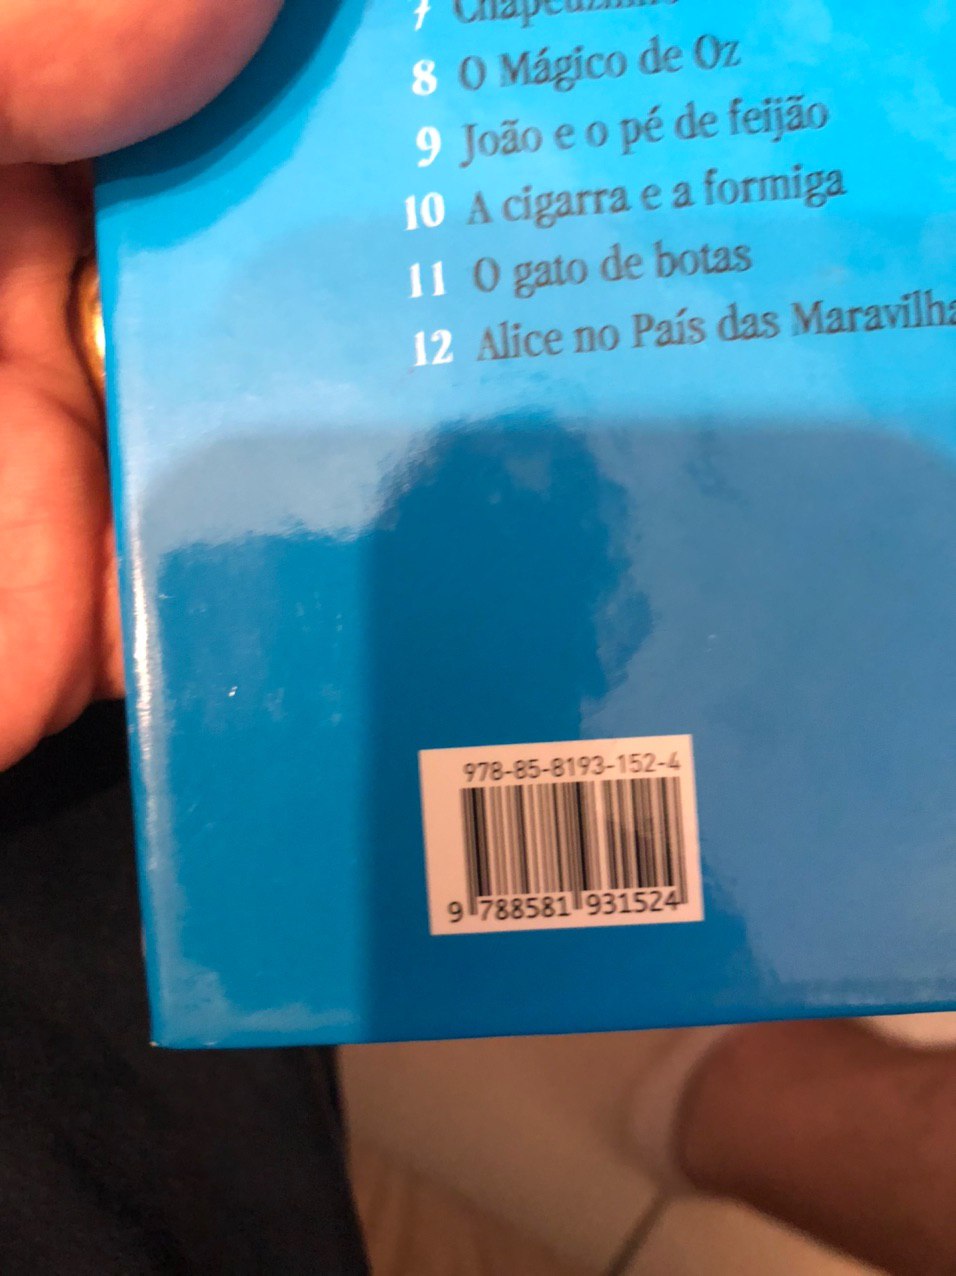 7
8 O Mágico de Oz
9 João e o pé de feijão
10 A cigarra e a formiga
11 O gato de botas
12 Alice no País das Maravilha
978-85-8193-152-4
9 788581 931524